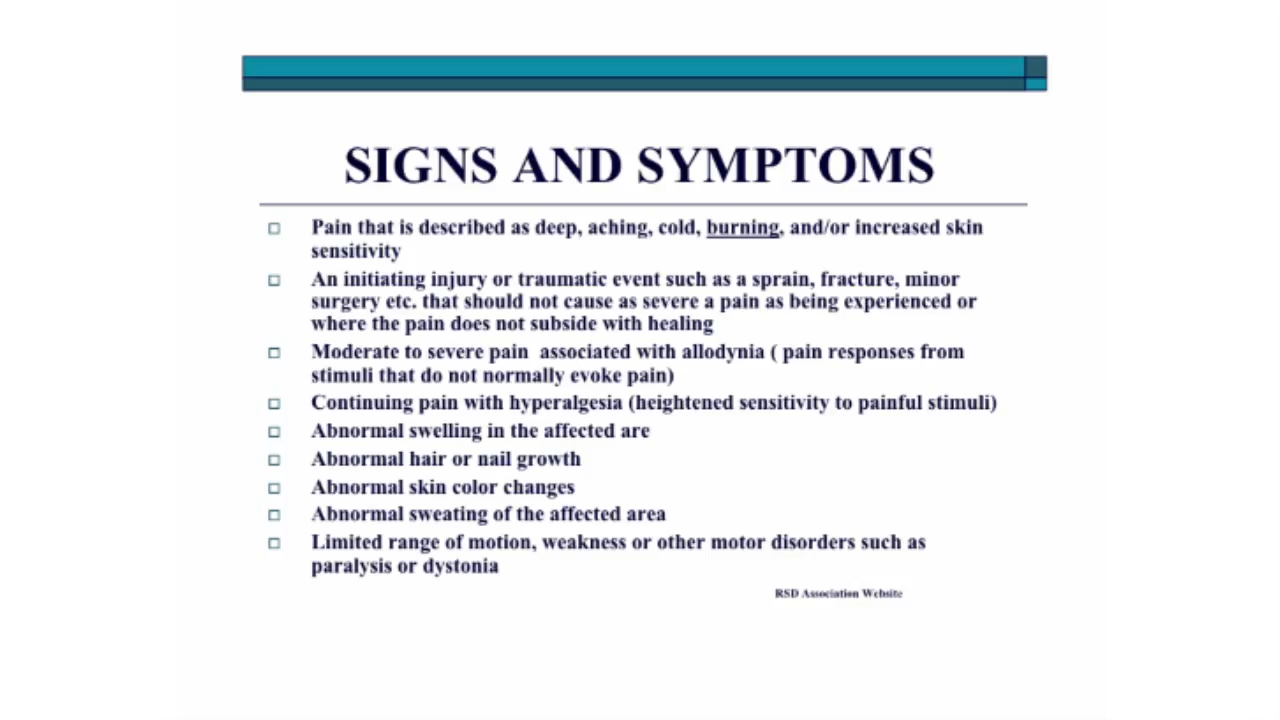 SIGNS AND SYMPTOMS
Pain that is described as deep, aching, cold, burning, and/or increased skin
sensitivity
An initiating injury or traumatic event such as a sprain, fracture, minor
surgery etc. that should not cause as severe a pain as being experienced or
where the pain does not subside with healing
Moderate to severe pain  associated with allodynia ( pain responses from
stimuli that do not normally evoke pain)
Continuing pain with hyperalgesia (heightened sensitivity to painful stimuli)
Abnormal swelling in the affected are
Abnormal hair or nail growth
Abnormal skin color changes
Abnormal sweating of the affected area
Limited range of motion, weakness or other motor disorders such as
paralysis or dystonia
RSD Association Website